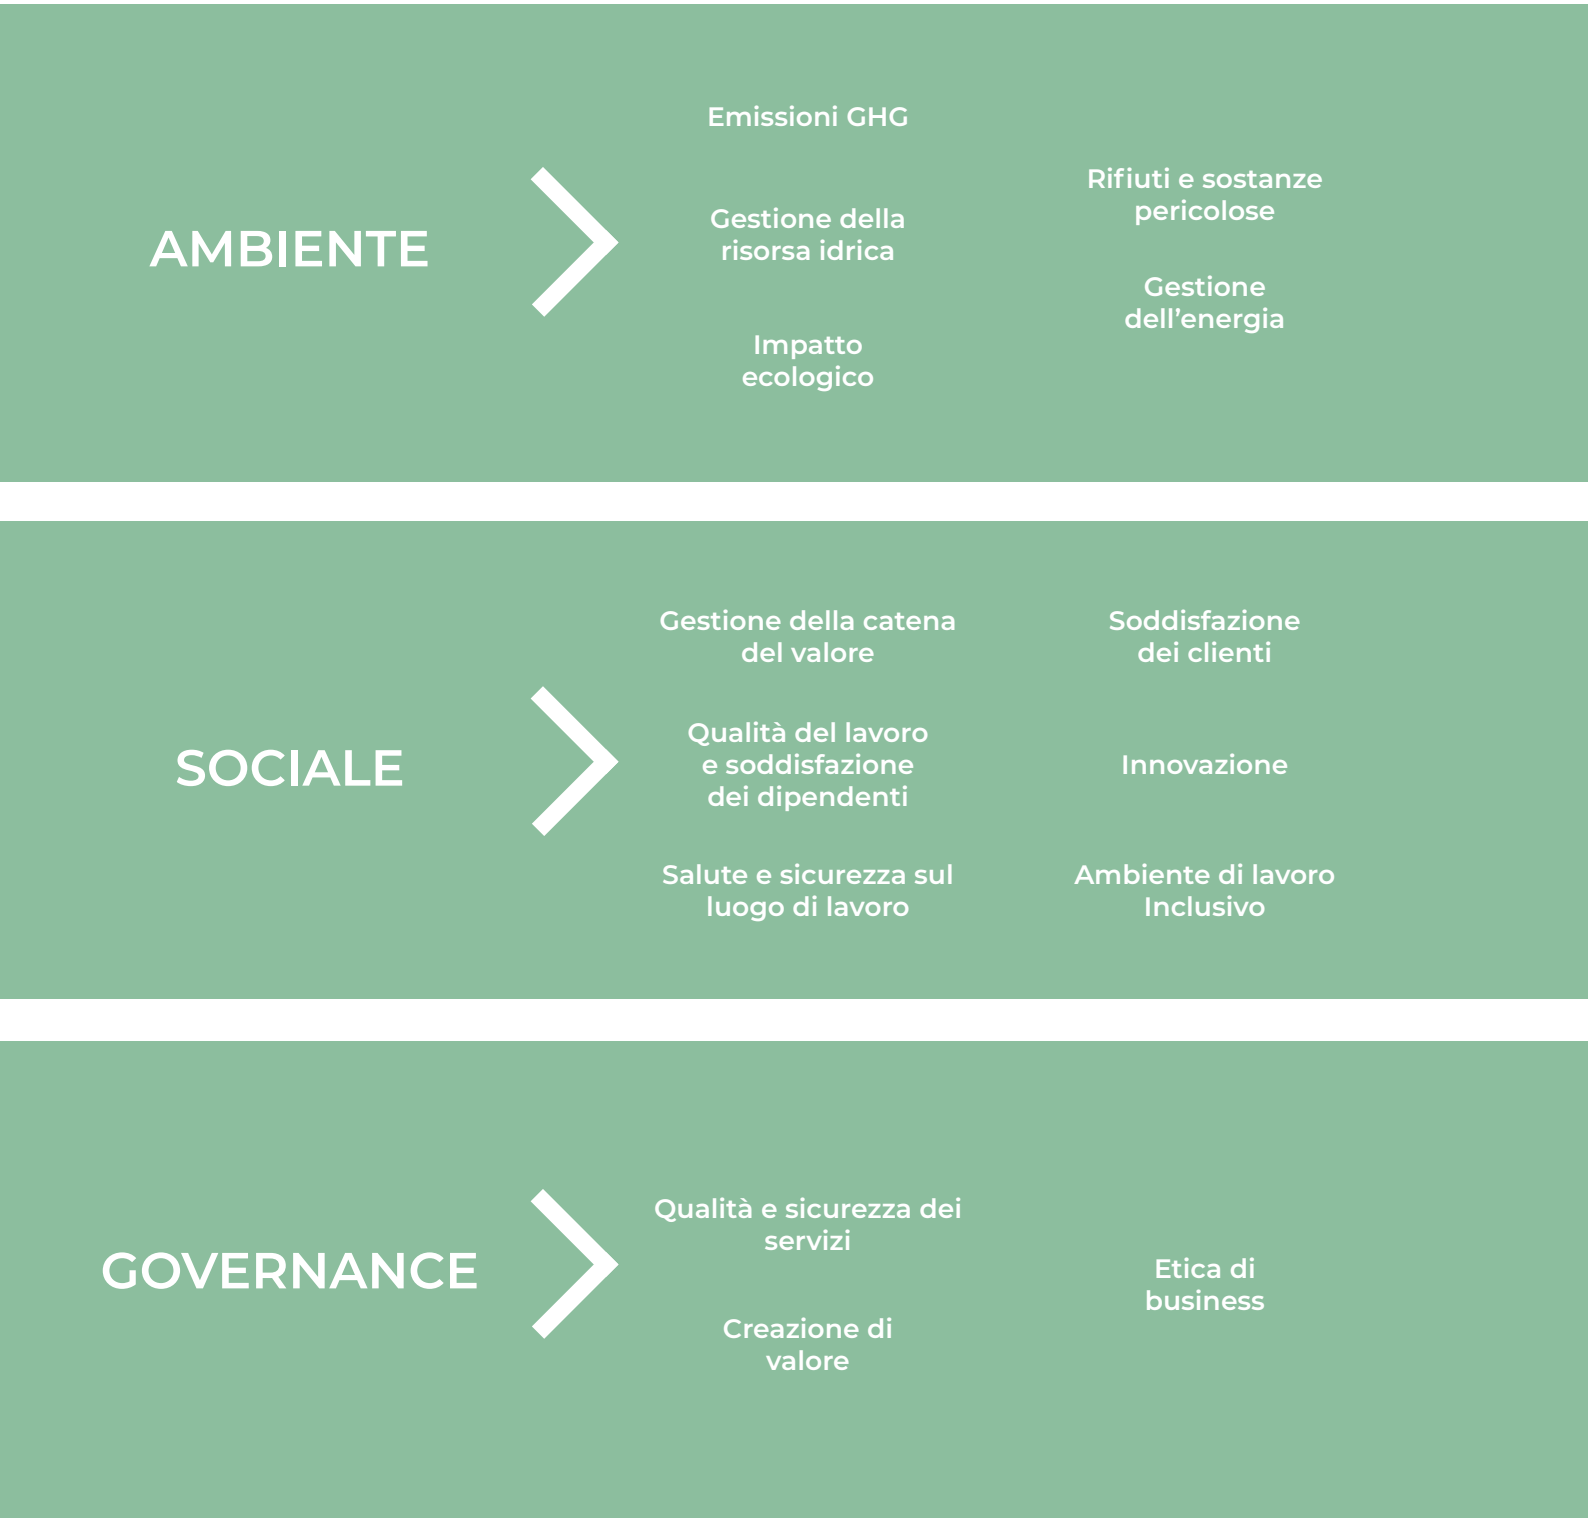 AMBIENTE
Emissioni GHG
Gestione della
risorsa idrica
Impatto
ecologico
Rifiuti e sostanze
pericolose
Gestione
dell’energia
SOCIALE
Gestione della catena
del valore
Qualità del lavoro
e soddisfazione
dei dipendenti
Salute e sicurezza sul
luogo di lavoro
Soddisfazione
dei clienti
Innovazione
Ambiente di lavoro
Inclusivo
GOVERNANCE
Qualità e sicurezza dei
servizi
Creazione di
valore
Etica di
business